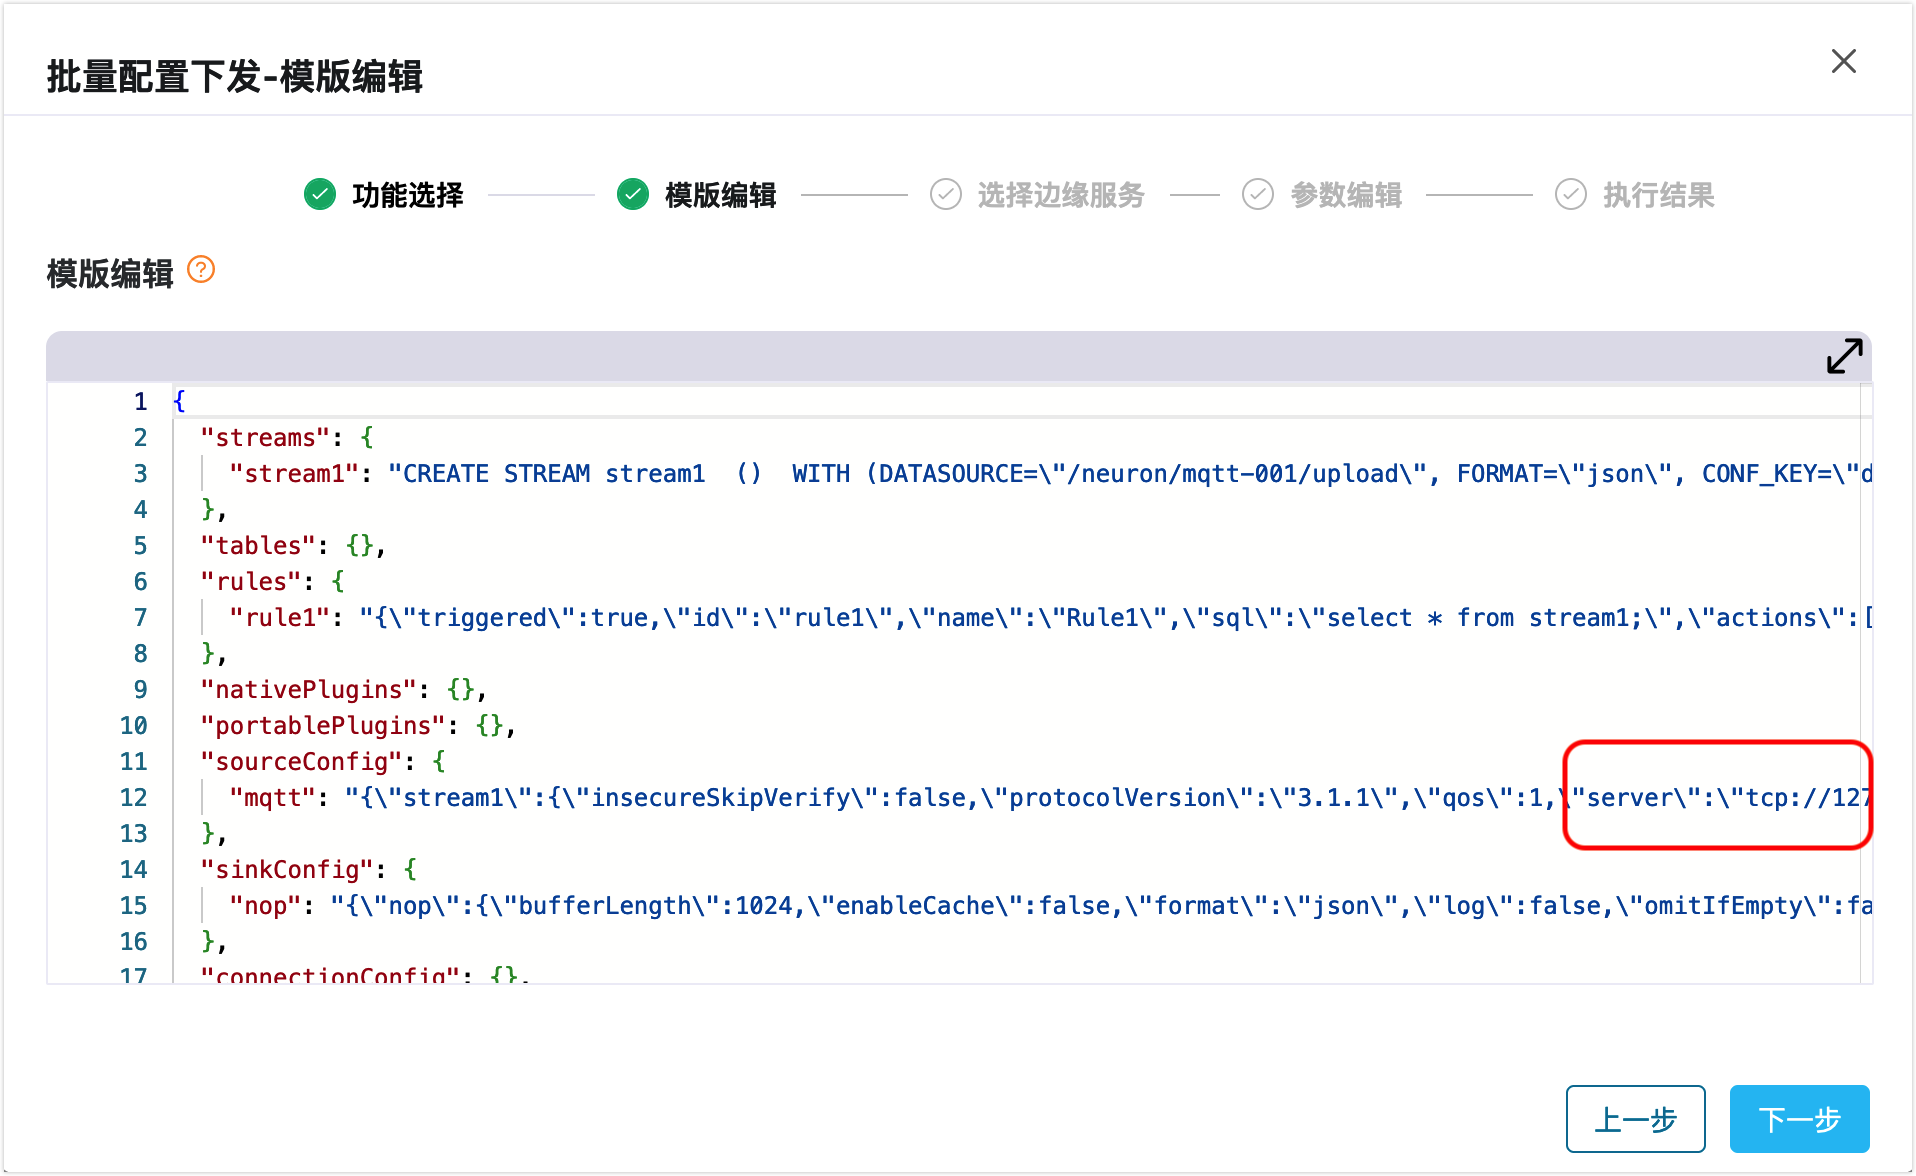 批量配置下发-模版编辑
功能选择 模版编辑 选择边缘服务 参数编辑 执行结果
模版编辑 ?
1 {
2 "streams": {
3 "stream1": "CREATE STREAM stream1  ()  WITH (DATASOURCE=\"/neuron/mqtt-001/upload\", FORMAT=\"json\", CONF_KEY=\"d
4 },
5 "tables": {},
6 "rules": {
7 "rule1": "{\"triggered\":true,\"id\":\"rule1\",\"name\":\"Rule1\",\"sql\":\"select * from stream1;\",\"actions\":[
8 },
9 "nativePlugins": {},
10 "portablePlugins": {},
11 "sourceConfig": {
12 "mqtt": "{\"stream1\":{\"insecureSkipVerify\":false,\"protocolVersion\":\"3.1.1\",\"qos\":1,\"server\":\"tcp://127
13 },
14 "sinkConfig": {
15 "nop": "{\"nop\":{\"bufferLength\":1024,\"enableCache\":false,\"format\":\"json\",\"log\":false,\"omitIfEmpty\":fa
16 },
17 "connectionConfig": {},
上一步 下一步